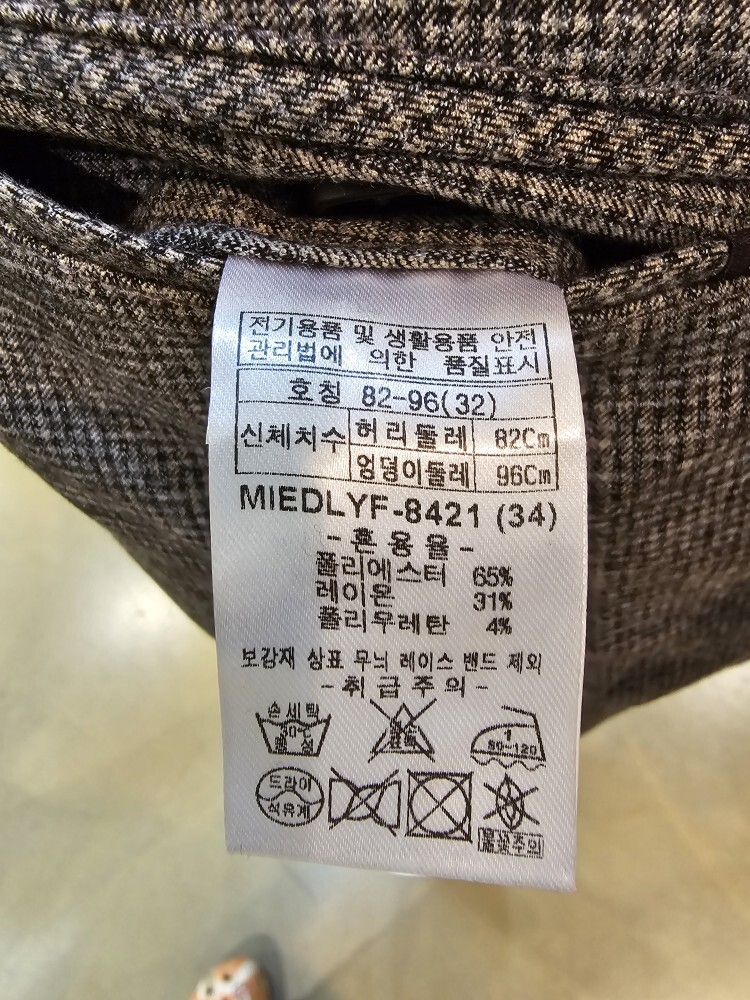 전기용품 및 생활용품 안전
관리법에 의한 품질표시
호칭 82-96(32)
신체치수 허리둘레 82Cm
엉덩이둘레 96Cm
MIEDLYF-8421 (34)
-혼용율-
폴리에스터 65%
레이온 31%
폴리우레탄 4%
보강재 상표 무늬 레이스 밴드 제외
-취급주의-
손세탁
30℃
중성
1
80~120
드라이
석유계